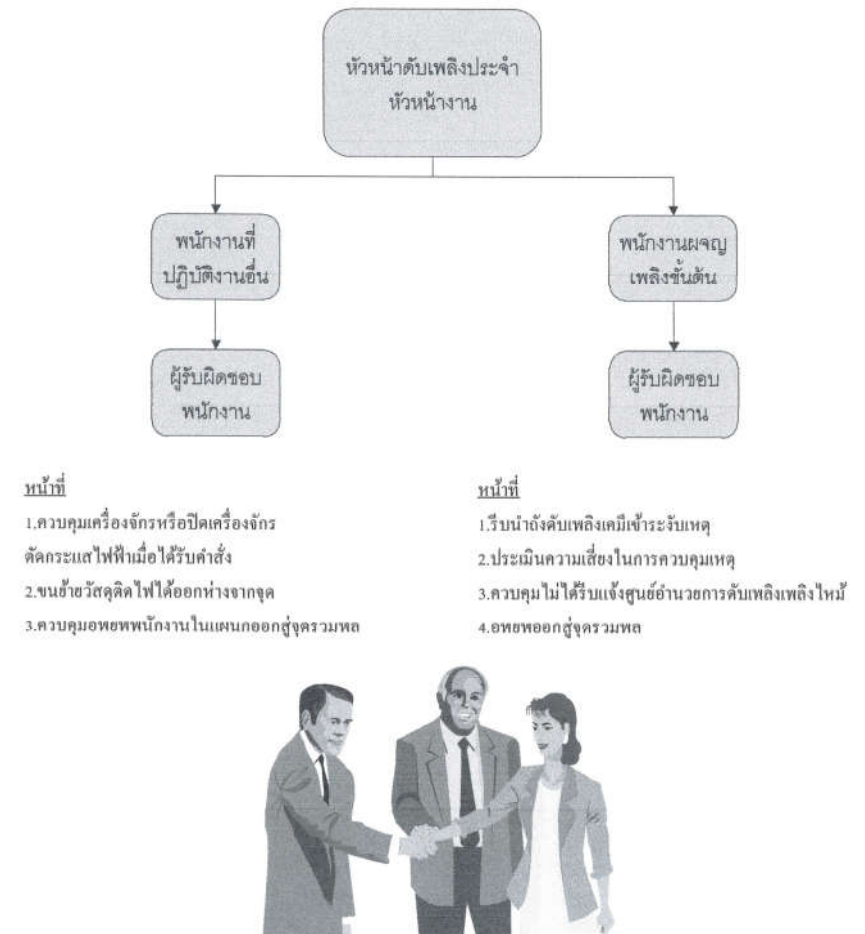 หัวหน้าดับเพลิงประจำ
หัวหน้างาน
พนักงานที่
ปฏิบัติงานอื่น
พนักงานผจญ
เพลิงชั้นต้น
ผู้รับผิดชอบ
พนักงาน
ผู้รับผิดชอบ
พนักงาน
หน้าที่
1.ควบคุมเครื่องจักรหรือปิดเครื่องจักร
ตัดกระแสไฟฟ้าเมื่อได้รับคำสั่ง
2.ขนย้ายวัสดุติดไฟได้ออกห่างจากจุด
3.ควบคุมอพยพพนักงานในแผนกออกสู่จุดรวมพล
หน้าที่
1.รีบนำถังดับเพลิงเคมีเข้าระงับเหตุ
2.ประเมินความเสี่ยงในการควบคุมเหตุ
3.ควบคุมไม่ได้รีบแจ้งศูนย์อำนวยการดับเพลิงเพลิงไหม้
4.อพยพออกสู่จุดรวมพล